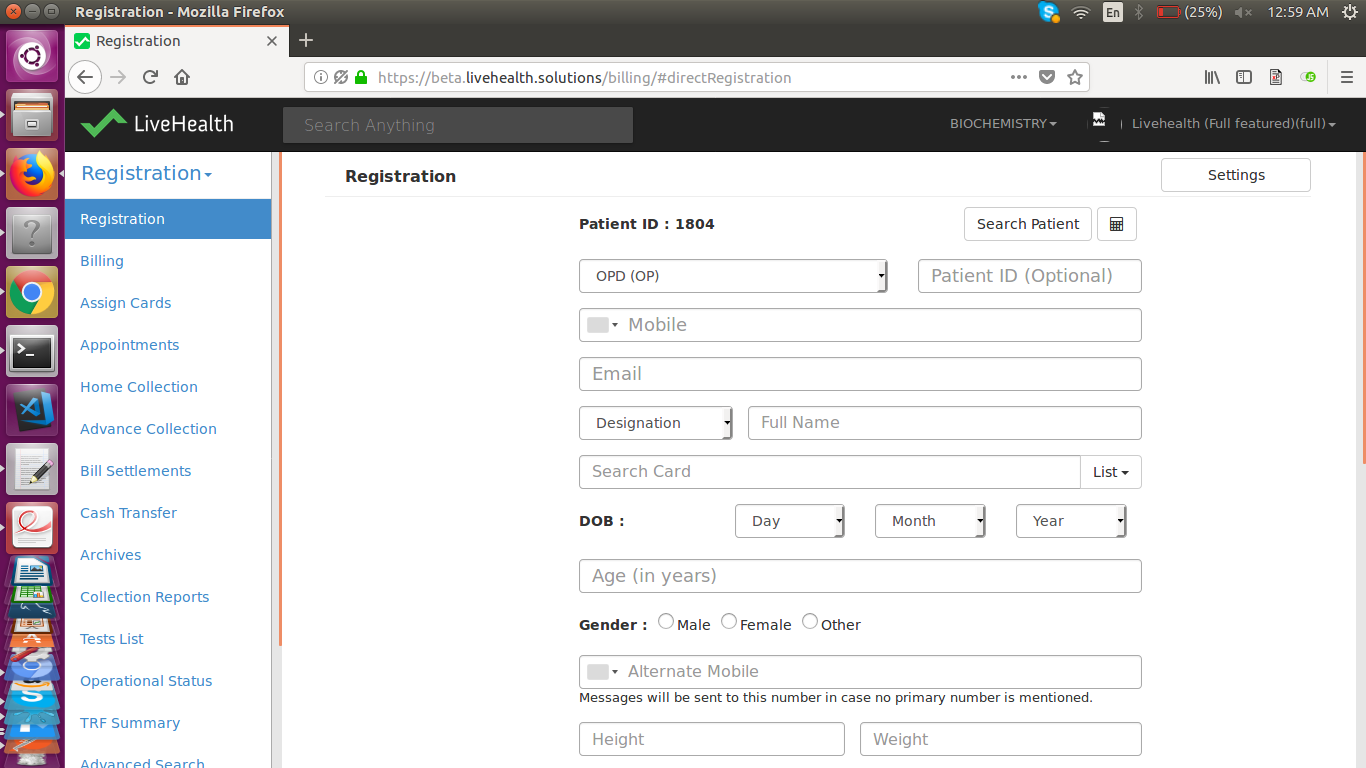 Registration - Mozilla Firefox
En
(25%)
12:59 AM
Registration
https://beta.livehealth.solutions/billing/#directRegistration
LiveHealth
Search Anything
BIOCHEMISTRY
Livehealth (Full featured)(full)
Registration
Registration
Billing
Assign Cards
Appointments
Home Collection
Advance Collection
Bill Settlements
Cash Transfer
Archives
Collection Reports
Tests List
Operational Status
TRF Summary
Advanced Search
Registration
Settings
Patient ID : 1804
Search Patient
OPD (OP)
Patient ID (Optional)
Mobile
Email
Designation
Full Name
Search Card
List
DOB :
Day
Month
Year
Age (in years)
Gender :
Male
Female
Other
Alternate Mobile
Messages will be sent to this number in case no primary number is mentioned.
Height
Weight